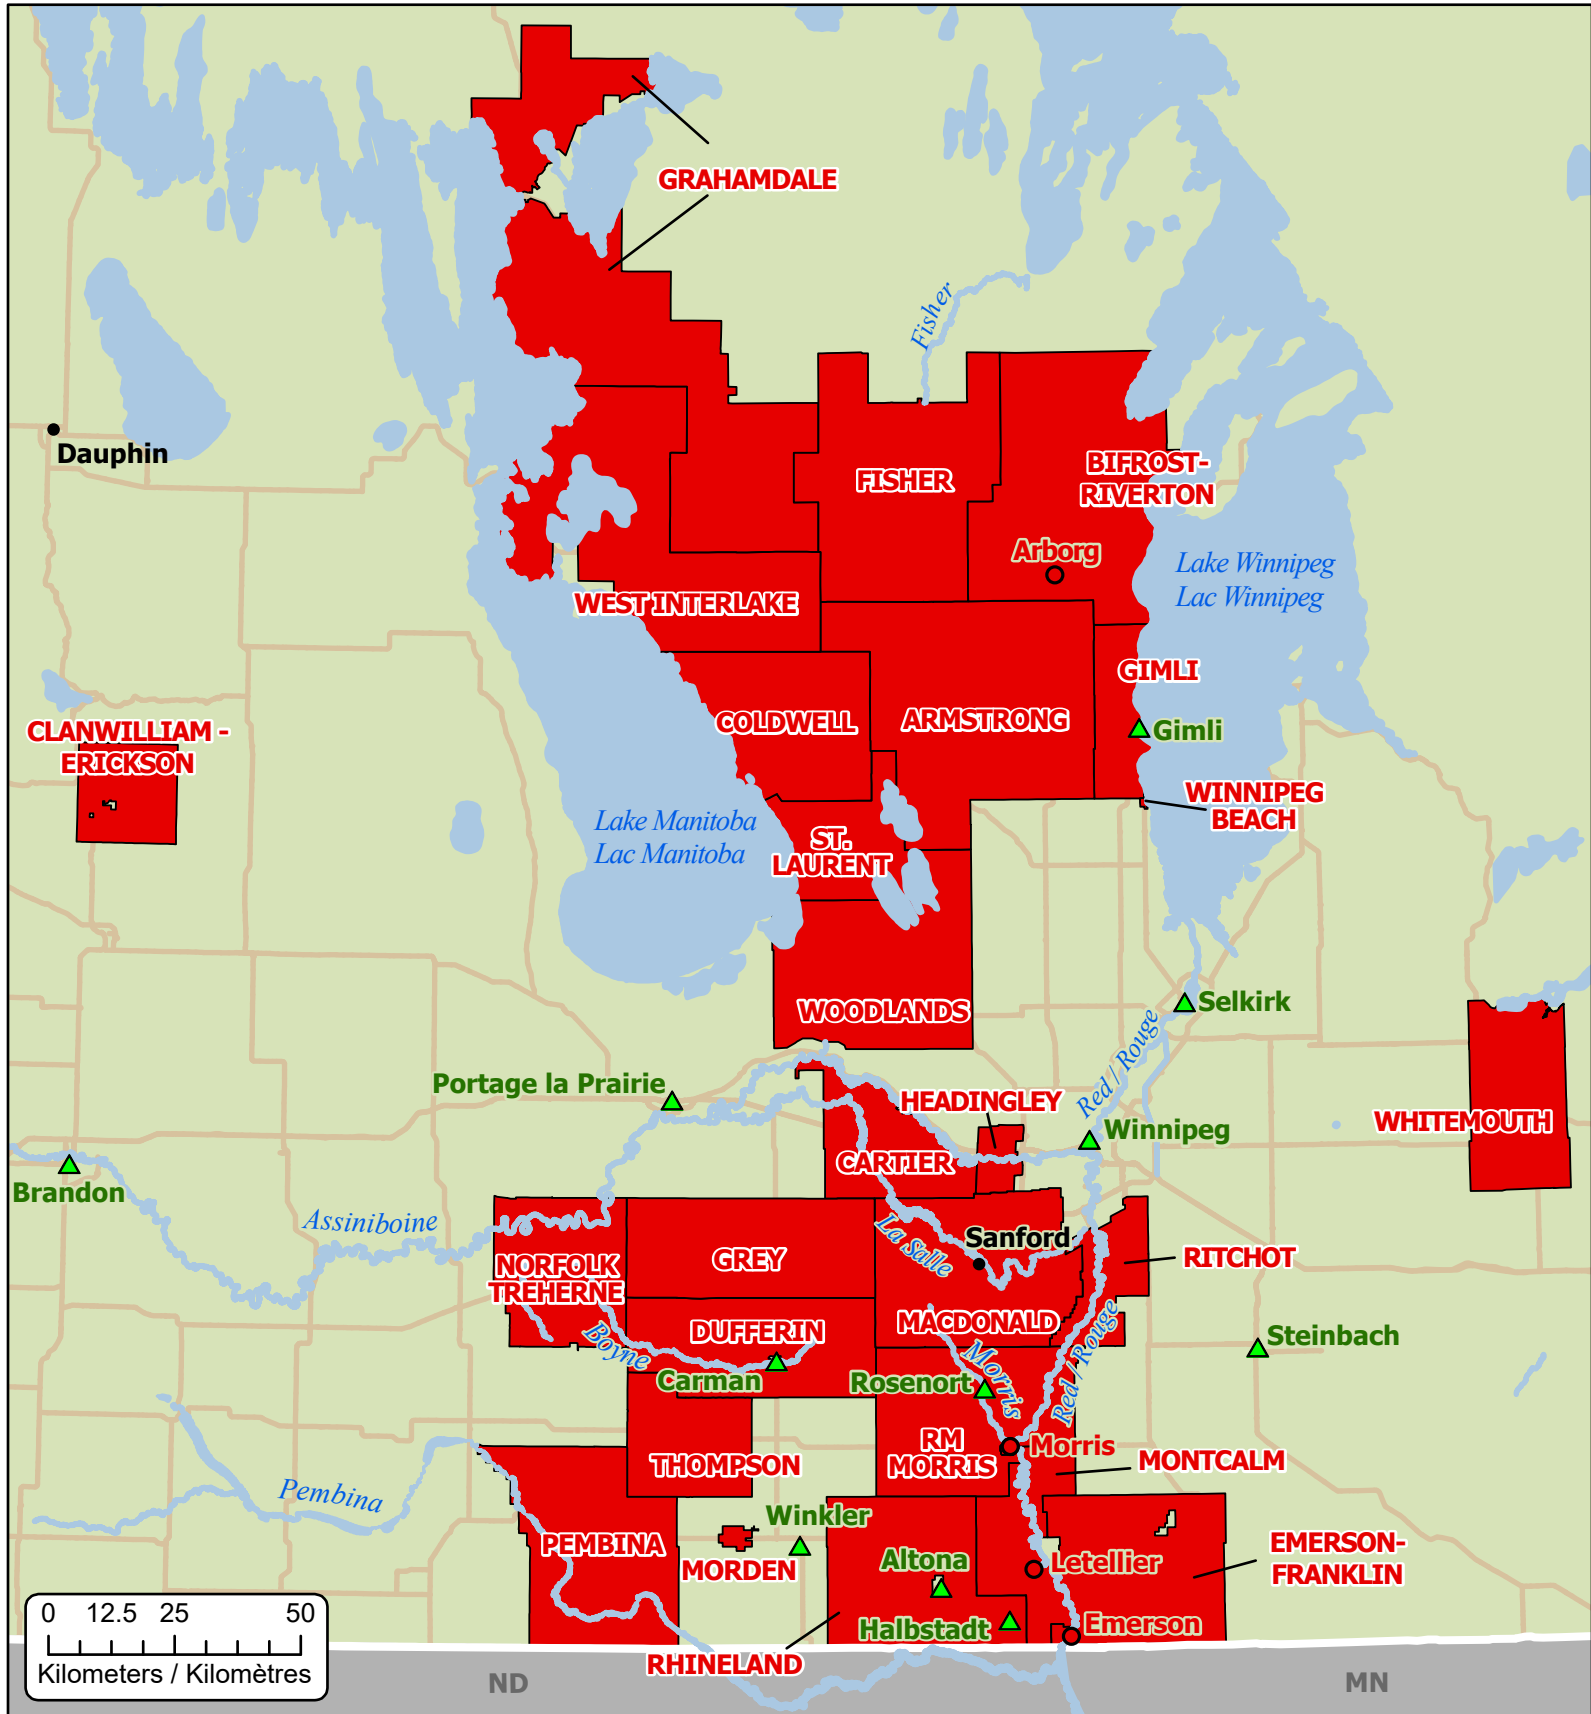 GRAHAMDALE
Fisher
Dauphin
FISHER
BIFROST-
RIVERTON
Arborg
Lake Winnipeg
Lac Winnipeg
WEST INTERLAKE
GIMLI
COLDWELL
ARMSTRONG
Gimli
CLANWILLIAM -
ERICKSON
WINNIPEG
BEACH
Lake Manitoba
Lac Manitoba
ST.
LAURENT
WOODLANDS
Selkirk
Red / Rouge
Portage la Prairie
HEADINGLEY
Winnipeg
WHITEMOUTH
CARTIER
Brandon
Assiniboine
La Salle
Sanford
NORFOLK
TREHERNE
GREY
RITCHOT
MACDONALD
DUFFERIN
Boyne
Carman
Rosenort
Morris
Red / Rouge
Steinbach
RM
MORRIS
Morris
THOMPSON
MONTCALM
Pembina
Winkler
PEMBINA
MORDEN
Altona
Letellier
EMERSON-
FRANKLIN
Halbstadt
Emerson
RHINELAND
0 12.5 25 50
Kilometers / Kilomètres
ND
MN